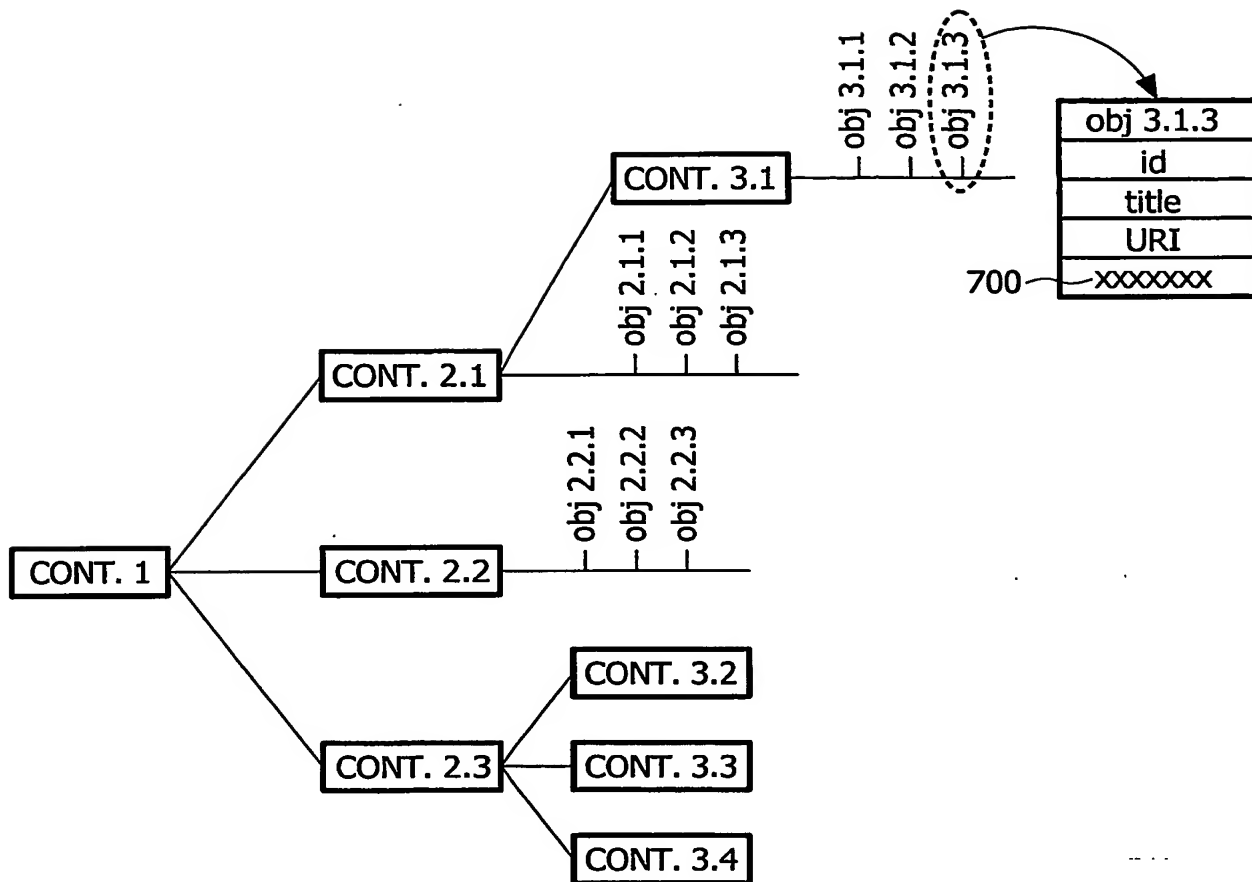 obj 3.1.1
obj 3.1.2
obj 3.1.3
obj 3.1.3
id
title
URI
700
xxxxxxx
CONT. 3.1
obj 2.1.1
obj 2.1.2
obj 2.1.3
CONT. 2.1
obj 2.2.1
obj 2.2.2
obj 2.2.3
CONT. 1
CONT. 2.2
CONT. 3.2
CONT. 2.3
CONT. 3.3
CONT. 3.4